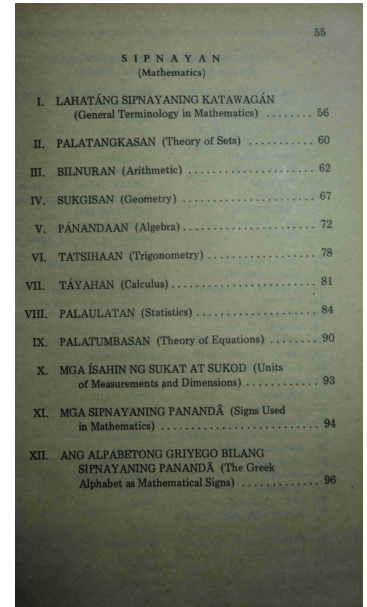 55
SIPNAYAN
(Mathematics)
I. LAHATÁNG SIPNAYANING KATAWAGÁN
(General Terminology in Mathematics) ........ 56
II. PALATANGKASAN (Theory of Sets) ........... 60
III. BILNURAN (Arithmetic) ...................... 62
IV. SUKGISAN (Geometry) ....................... 67
V. PÁNANDAAN (Algebra) ........................ 72
VI. TATSIHAAN (Trigonometry) ................... 78
VII. TÁYAHAN (Calculus) ......................... 81
VIII. PALAULATAN (Statistics) ..................... 84
IX. PALATUMBASAN (Theory of Equations) ........ 90
X. MGA ÍSAHIN NG SUKAT AT SUKOD (Units
of Measurements and Dimensions) ............. 93
XI. MGA SIPNAYANING PANANDÂ (Signs Used
in Mathematics) ........................... 94
XII. ANG ALPABETONG GRIYEGO BILANG
SIPNAYANING PANANDÂ (The Greek
Alphabet as Mathematical Signs) ............. 96